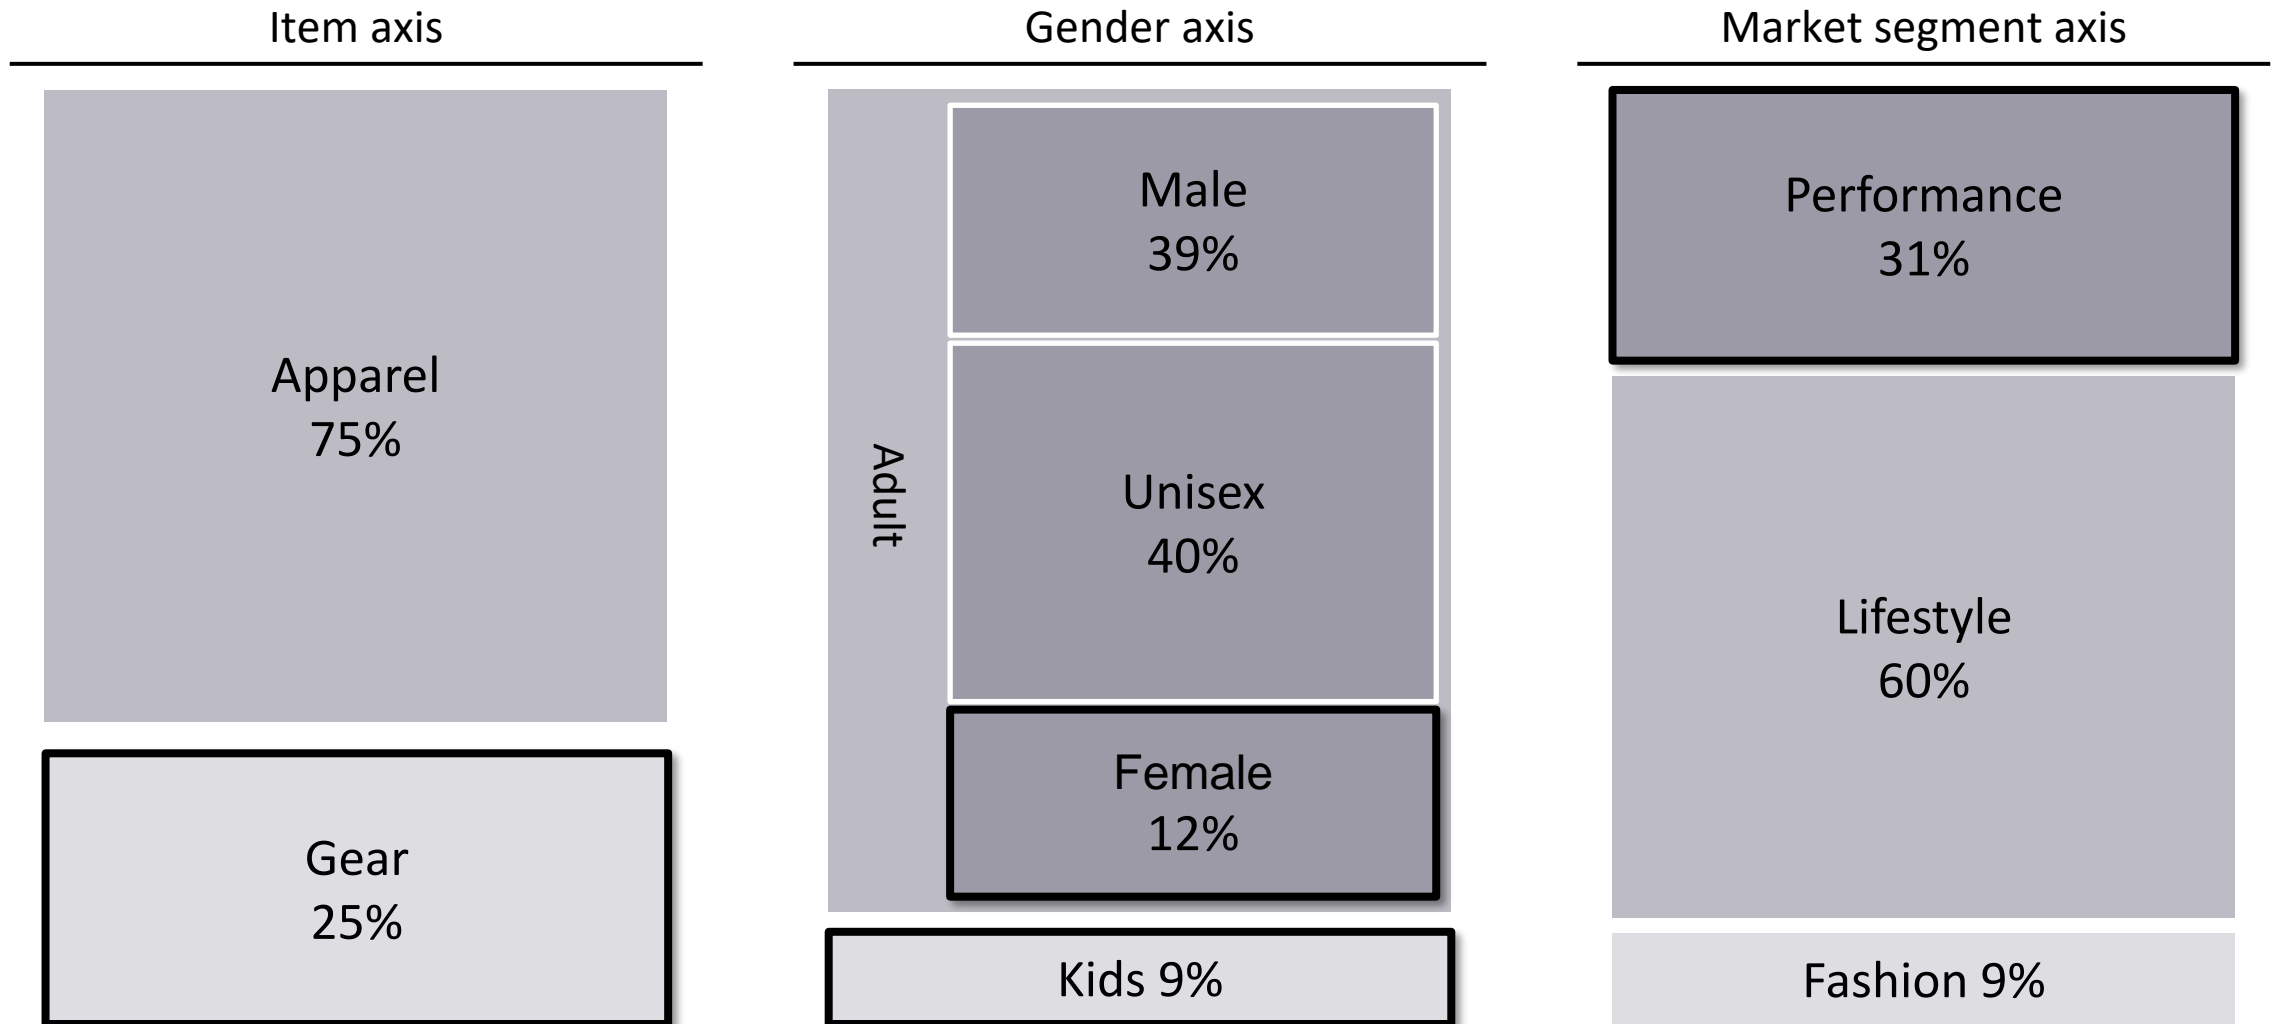 Item axis
Apparel
75%
Gear
25%
Gender axis
Adult
Male
39%
Unisex
40%
Female
12%
Kids 9%
Market segment axis
Performance
31%
Lifestyle
60%
Fashion 9%